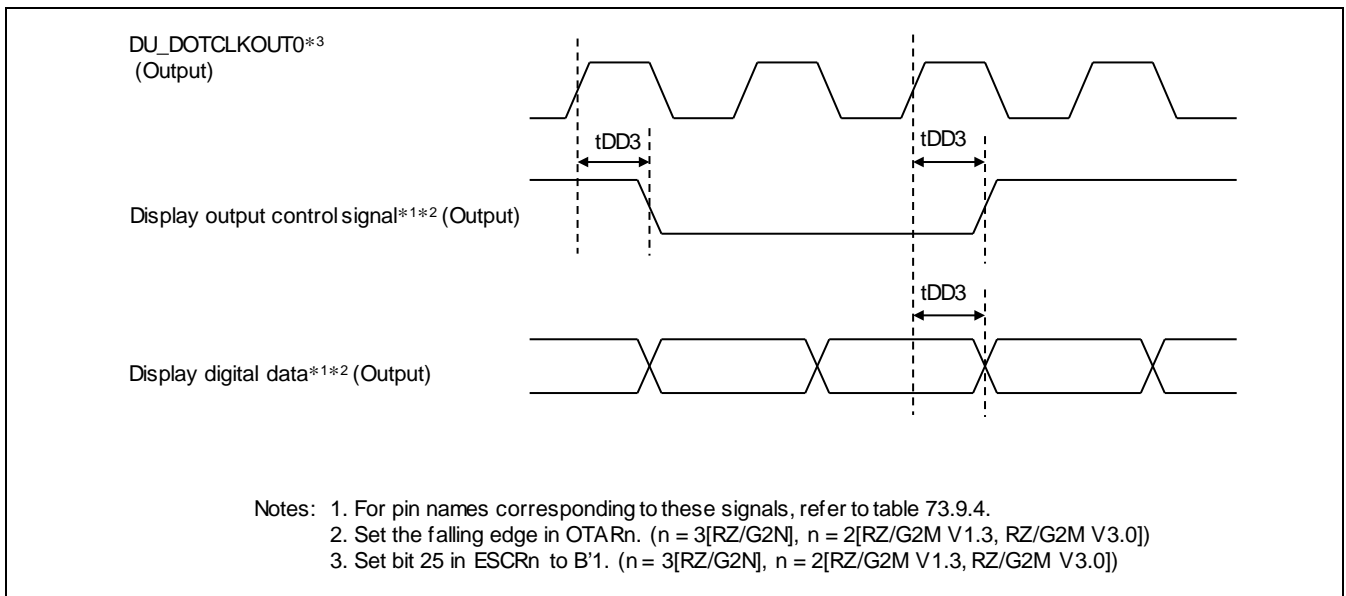 DU_DOTCLKOUT0*3
(Output)
tDD3
tDD3
Display output control signal*1*2 (Output)
tDD3
Display digital data*1*2 (Output)
Notes: 1. For pin names corresponding to these signals, refer to table 73.9.4.
2. Set the falling edge in OTARn. (n = 3[RZ/G2N], n = 2[RZ/G2M V1.3, RZ/G2M V3.0])
3. Set bit 25 in ESCRn to B'1. (n = 3[RZ/G2N], n = 2[RZ/G2M V1.3, RZ/G2M V3.0])